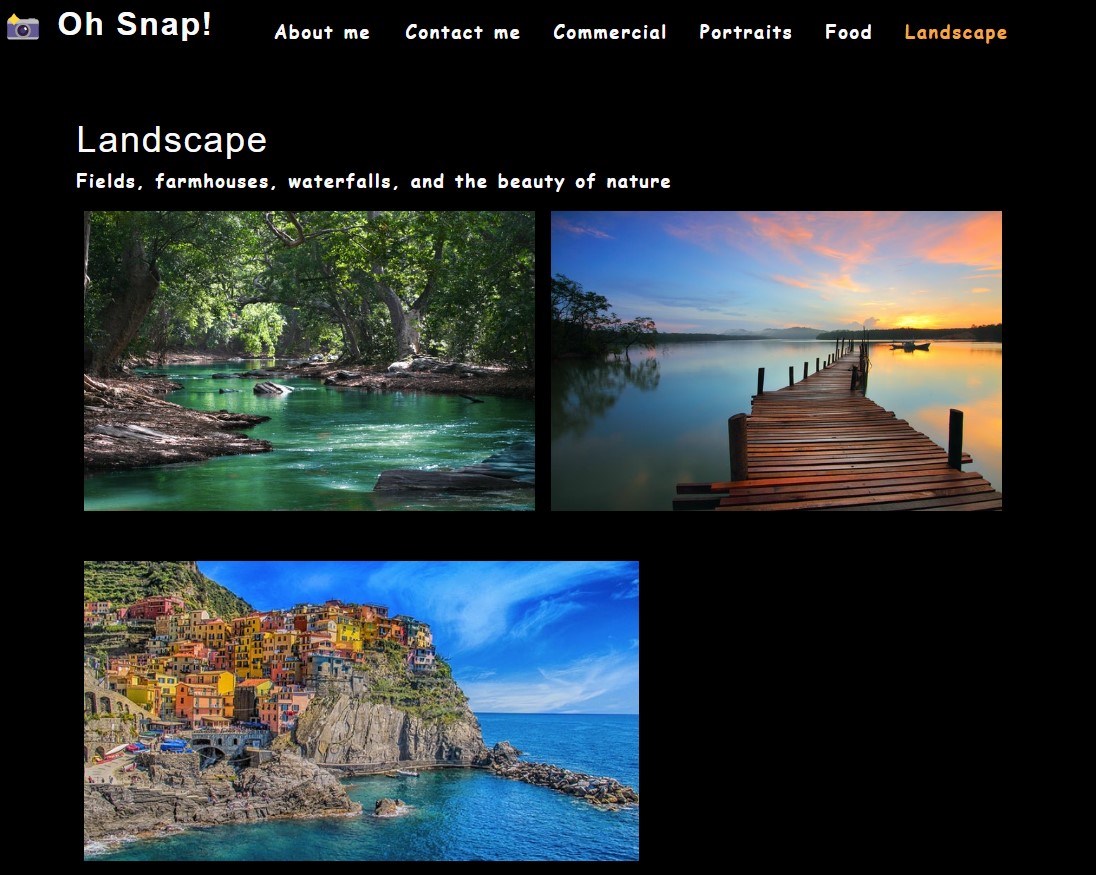 Oh Snap!
About me Contact me Commercial Portraits Food Landscape
Landscape
Fields, farmhouses, waterfalls, and the beauty of nature